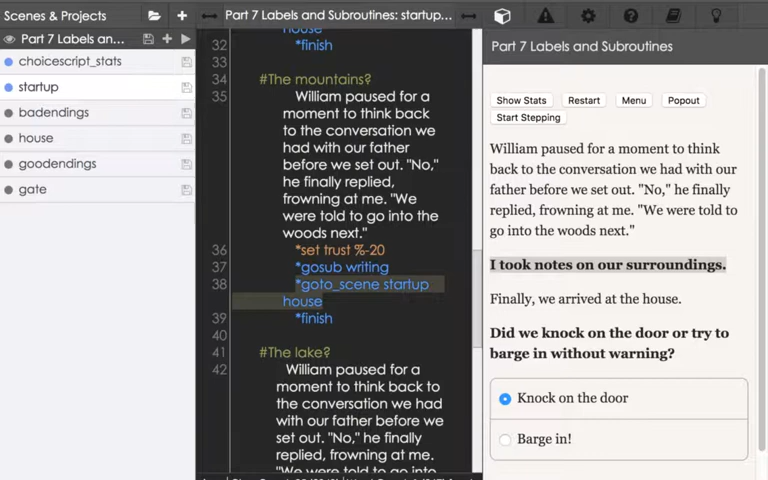 Scenes & Projects
Part 7 Labels an...
choicescript_stats
startup
badendings
house
goodendings
gate
Part 7 Labels and Subroutines: startup...
house
32 *finish
33
34 #The mountains?
35 William paused for a
moment to think back
to the conversation we
had with our father
before we set out. "No,"
he finally replied,
frowning at me. "We
were told to go into the
woods next."
36 *set trust %-20
37 *gosub writing
38 *goto_scene startup
house
39 *finish
40
41 #The lake?
42 William paused for a
moment to think back to
the conversation we had
with our father before we
set out. "No," he finally
replied, frowning at me.
"We were told to go into
Part 7 Labels and Subroutines
Show Stats Restart Menu Popout
Start Stepping
William paused for a moment to think
back to the conversation we had with our
father before we set out. "No," he finally
replied, frowning at me. "We were told to
go into the woods next."
I took notes on our surroundings.
Finally, we arrived at the house.
Did we knock on the door or try to
barge in without warning?
Knock on the door
Barge in!